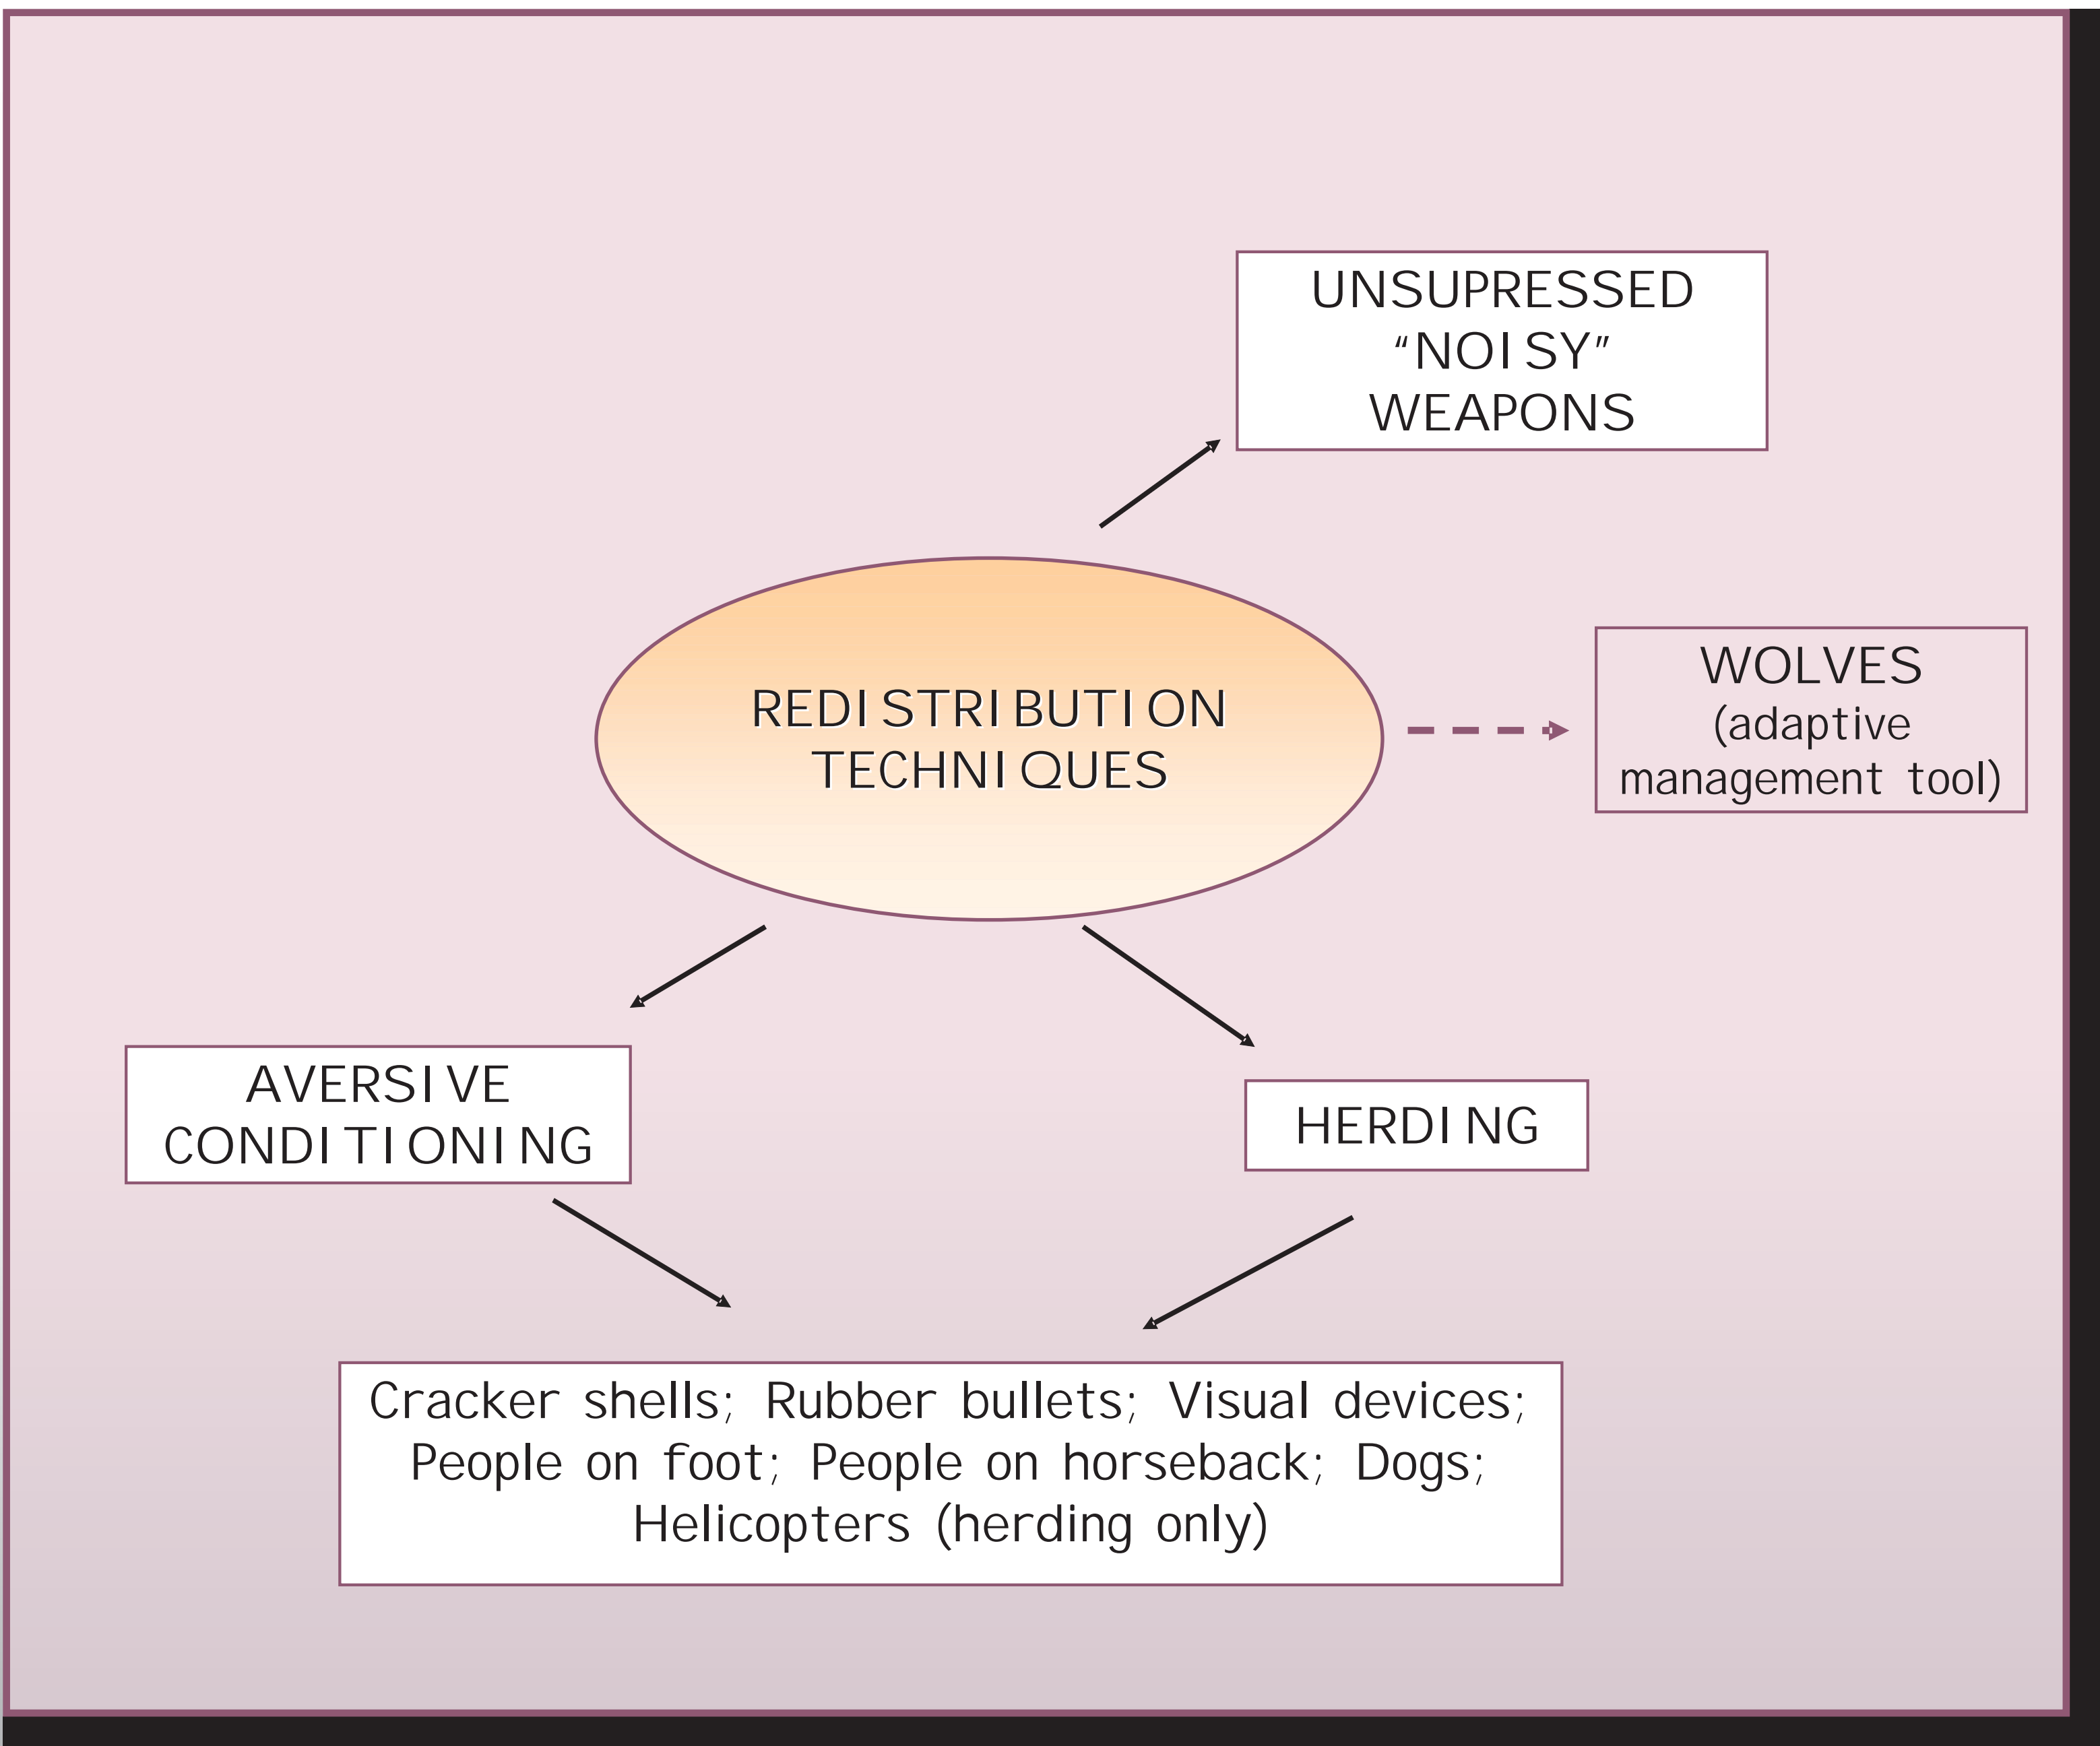 UNSUPRESSED
“NOISY”
WEAPONS
REDISTRIBUTION
TECHNIQUES
WOLVES
(adaptive
management tool)
AVERSIVE
CONDITIONING
HERDING
Cracker shells; Rubber bullets; Visual devices;
People on foot; People on horseback; Dogs;
Helicopters (herding only)